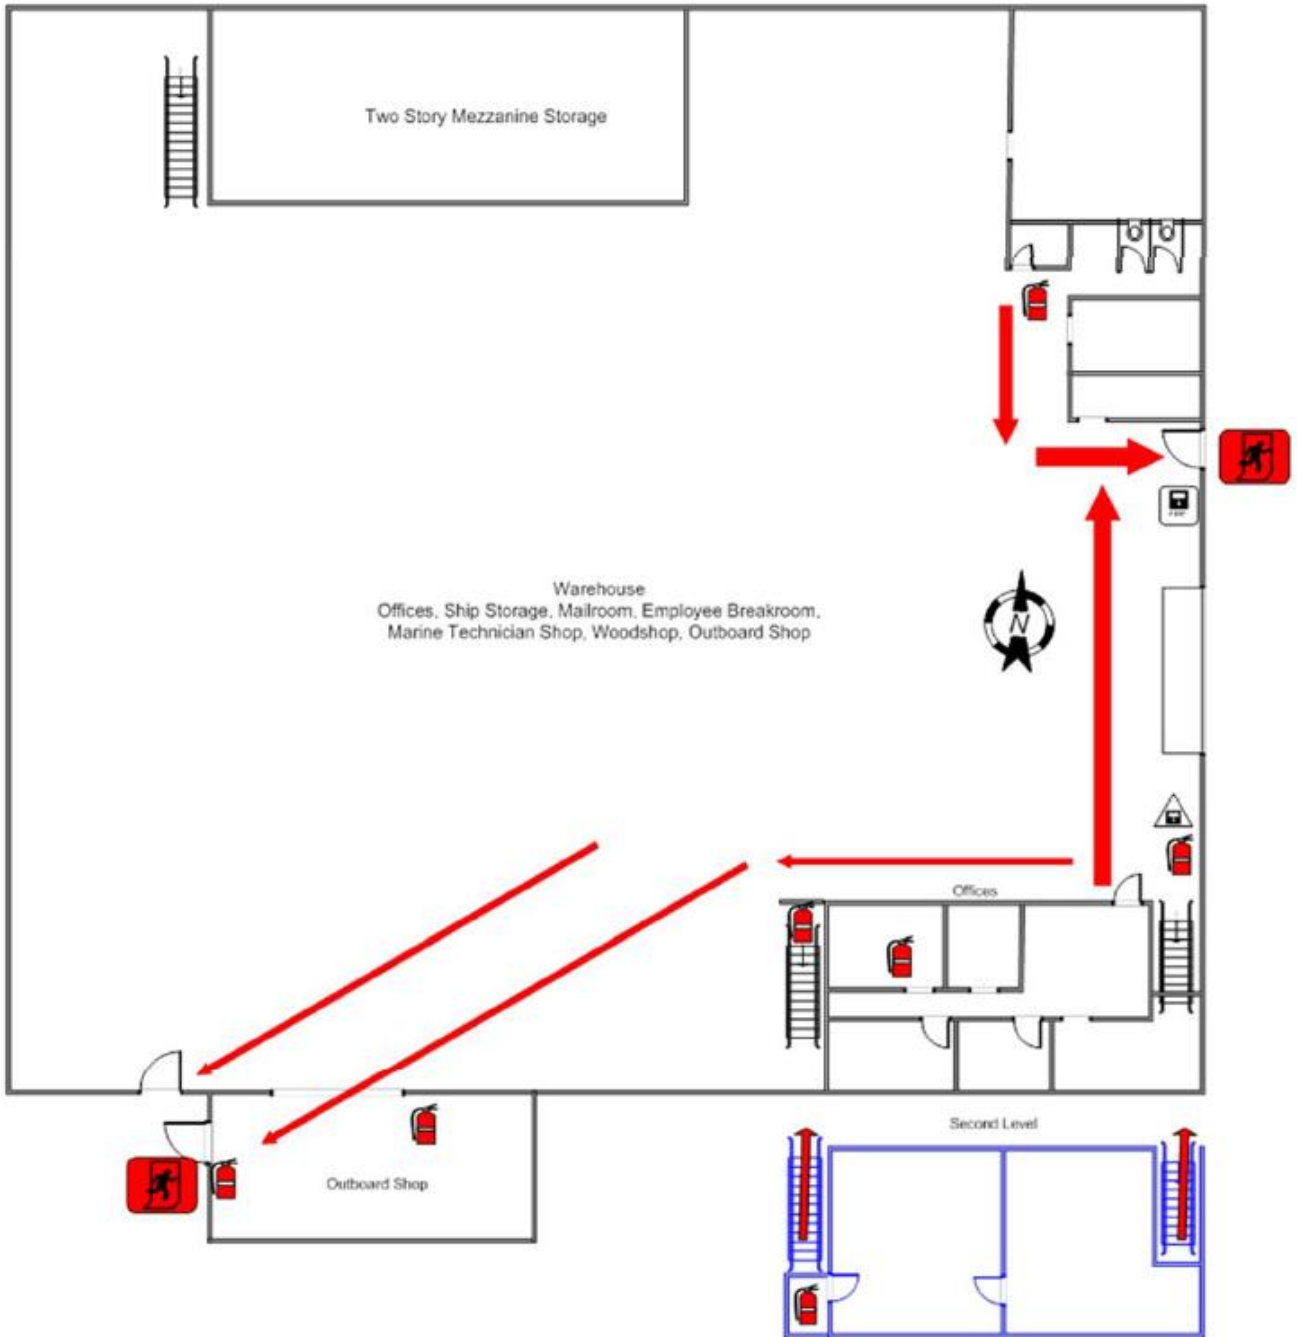 Two Story Mezzanine Storage
Warehouse
Offices, Ship Storage, Mailroom, Employee Breakroom,
Marine Technician Shop, Woodshop, Outboard Shop
N
Offices
Second Level
Outboard Shop